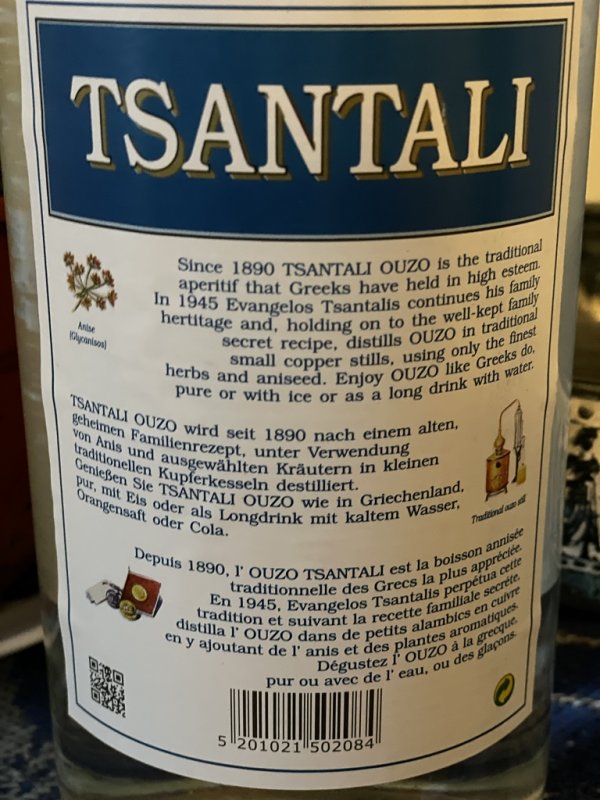 TSANTALI
Since 1890 TSANTALI OUZO is the traditional
aperitif that Greeks have held in high esteem.
In 1945 Evangelos Tsantalis continues his family
hertitage and, holding on to the well-kept family
secret recipe, distills OUZO in traditional
small copper stills, using only the finest
herbs and aniseed. Enjoy OUZO like Greeks do,
pure or with ice or as a long drink with water.
Anise
(Glycanisos)
TSANTALI OUZO wird seit 1890 nach einem alten,
geheimen Familienrezept, unter Verwendung
von Anis und ausgewählten Kräutern in kleinen
traditionellen Kupferkesseln destilliert.
Genießen Sie TSANTALI OUZO wie in Griechenland,
pur, mit Eis oder als Longdrink mit kaltem Wasser,
Orangensaft oder Cola.
Traditional ouzo still
Depuis 1890, l' OUZO TSANTALI est la boisson annisée
traditionnelle des Grecs la plus appréciée.
En 1945, Evangelos Tsantalis perpétua cette
tradition et suivant la recette familiale secrète,
distilla l' OUZO dans de petits alambics en cuivre
en y ajoutant de l' anis et des plantes aromatiques.
Dégustez l' OUZO à la grecque,
pur ou avec de l' eau, ou des glaçons.
5 201021 502084